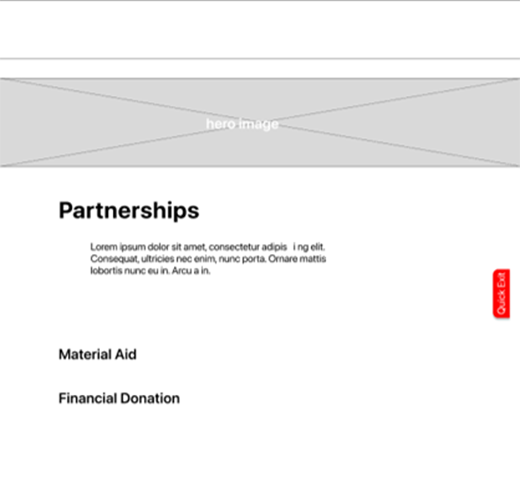 hero image
Partnerships
Lorem ipsum dolor sit amet, consectetur adipis i ng elit.
Consequat, ultricies nec enim, nunc porta. Ornare mattis
lobortis nunc eu in. Arcu a in.
Quick Exit
Material Aid
Financial Donation